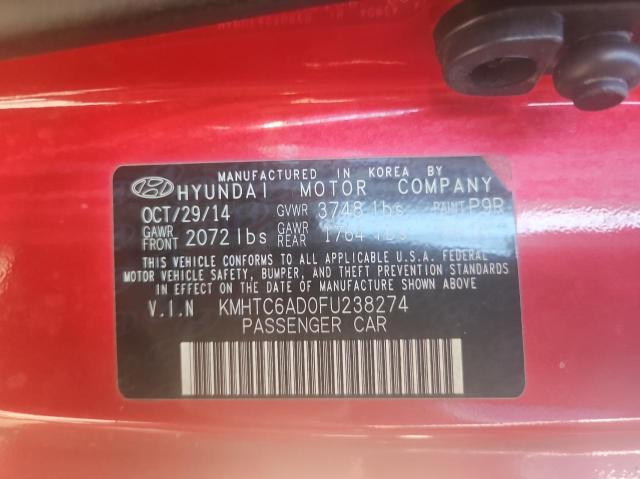 MANUFACTURED IN KOREA BY
HYUNDAI MOTOR COMPANY
OCT/29/14 GVWR 3748 lbs PAINT P9R
GAWR FRONT 2072 lbs GAWR REAR 1764 lbs
THIS VEHICLE CONFORMS TO ALL APPLICABLE U.S.A. FEDERAL
MOTOR VEHICLE SAFETY, BUMPER, AND THEFT PREVENTION STANDARDS
IN EFFECT ON THE DATE OF MANUFACTURE SHOWN ABOVE.
V.I.N KMHTC6AD0FU238274
PASSENGER CAR